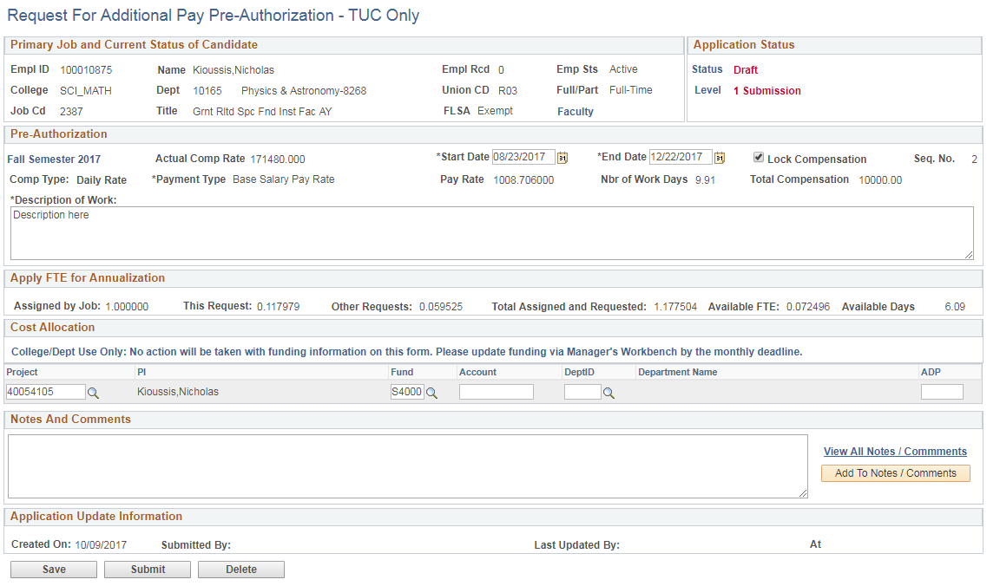 Request For Additional Pay Pre-Authorization - TUC Only
Primary Job and Current Status of Candidate
Application Status
Empl ID 100010875 Name Kioussis,Nicholas Empl Rcd 0 Emp Sts Active Status Draft
College SCI_MATH Dept 10165 Physics & Astronomy-8268 Union CD R03 Full/Part Full-Time Level 1 Submission
Job Cd 2387 Title Grnt Rltd Spc Fnd Inst Fac AY FLSA Exempt Faculty
Pre-Authorization
Fall Semester 2017 Actual Comp Rate 171480.000 *Start Date 08/23/2017 31 *End Date 12/22/2017 31 Lock Compensation Seq. No. 2
Comp Type: Daily Rate *Payment Type Base Salary Pay Rate Pay Rate 1008.706000 Nbr of Work Days 9.91 Total Compensation 10000.00
*Description of Work:
Description here
Apply FTE for Annualization
Assigned by Job: 1.000000 This Request: 0.117979 Other Requests: 0.059525 Total Assigned and Requested: 1.177504 Available FTE: 0.072496 Available Days 6.09
Cost Allocation
College/Dept Use Only: No action will be taken with funding information on this form. Please update funding via Manager's Workbench by the monthly deadline.
Project PI Fund Account DeptID Department Name ADP
40054105 Kioussis,Nicholas S4000
Notes And Comments
View All Notes / Commments
Add To Notes / Comments
Application Update Information
Created On: 10/09/2017 Submitted By: Last Updated By: At
Save Submit Delete